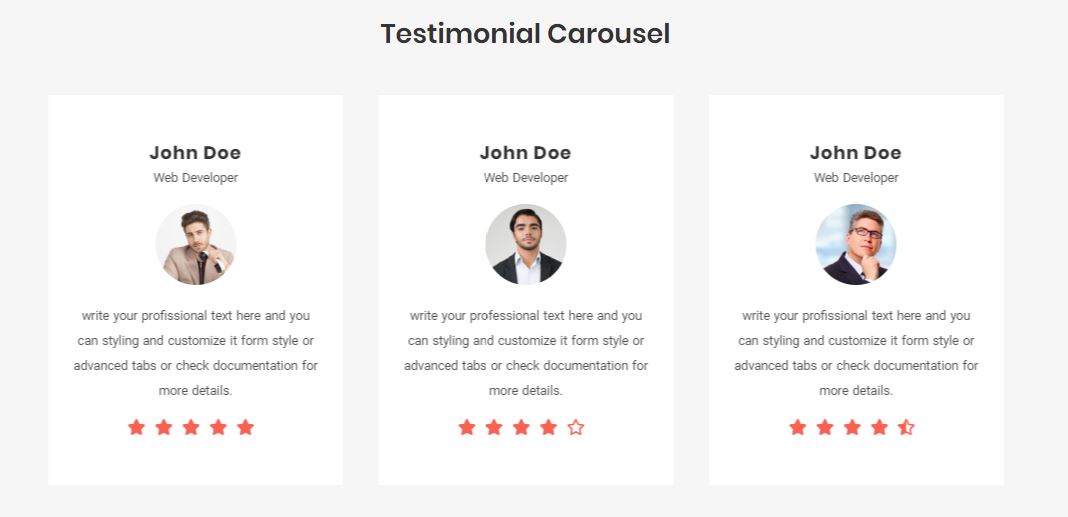 Testimonial Carousel
John Doe
Web Developer
write your profissional text here and you
can styling and customize it form style or
advanced tabs or check documentation for
more details.
John Doe
Web Developer
write your professional text here and you
can styling and customize it form style or
advanced tabs or check documentation for
more details.
John Doe
Web Developer
write your profissional text here and you
can styling and customize it form style or
advanced tabs or check documentation for
more details.